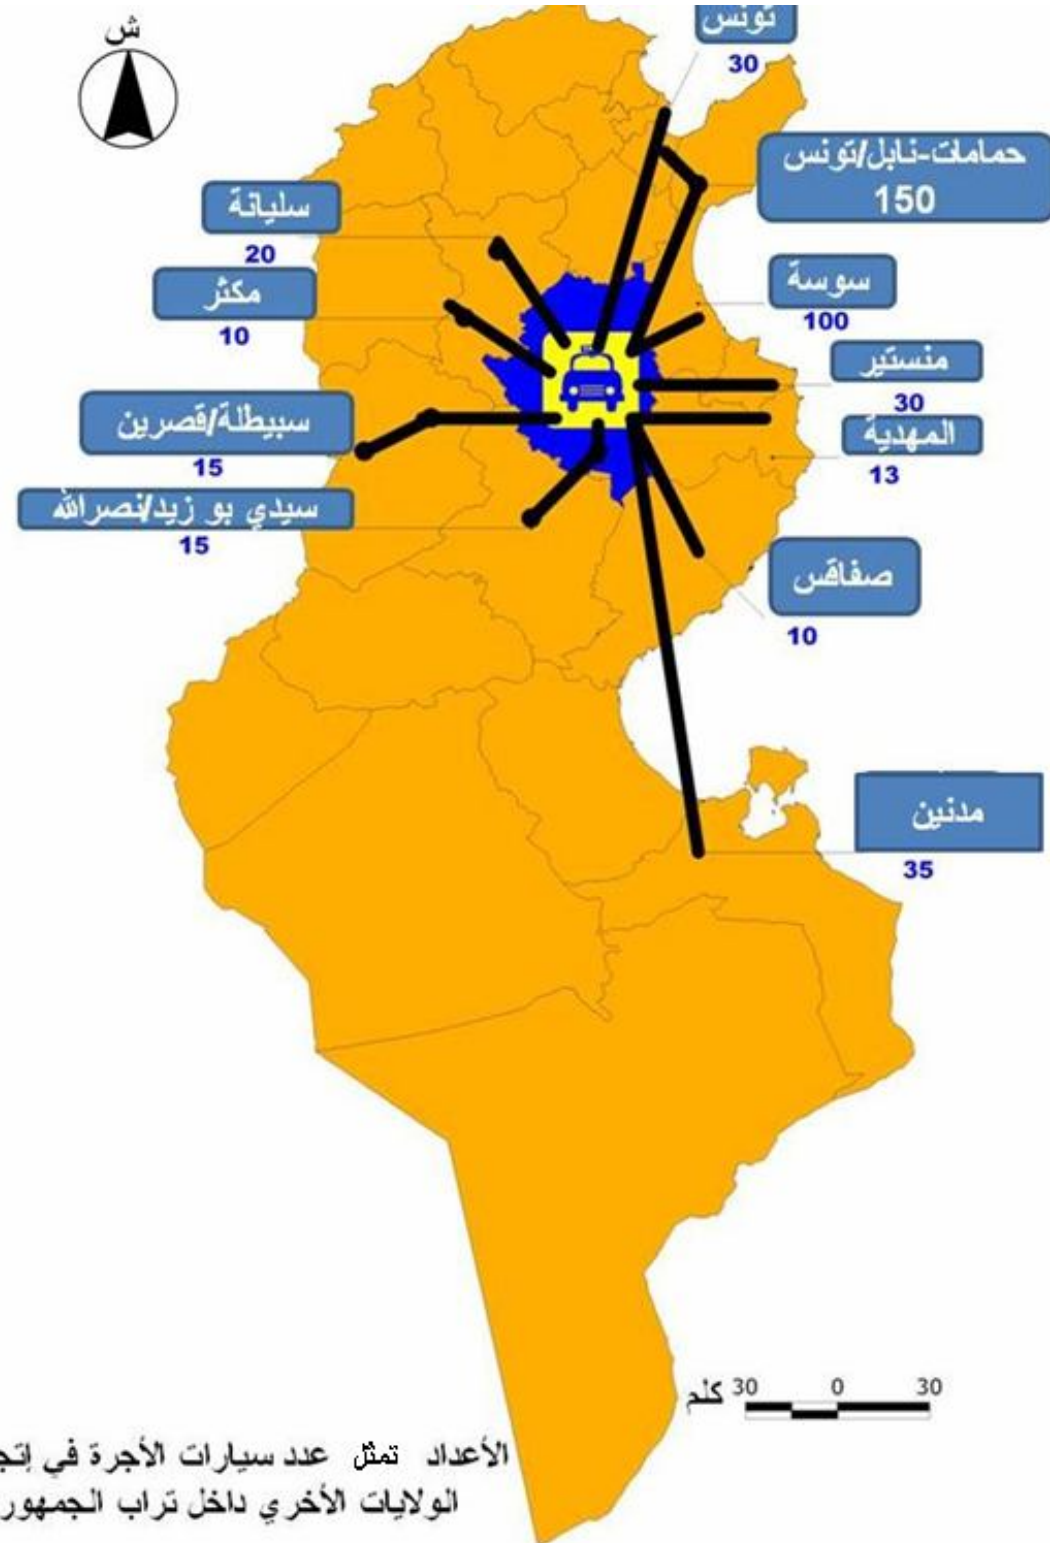 ش
تونس
30
حمامات-نابل/تونس
150
سليانة
20
سوسة
100
مكثر
10
منستير
30
سبيطلة/قصرين
15
المهدية
13
سيدي بو زيد/نصرالله
15
صفاقس
10
مدنين
35
كلم 30 0 30
الأعداد تمثل عدد سيارات الأجرة في
الولايات الأخري داخل تراب